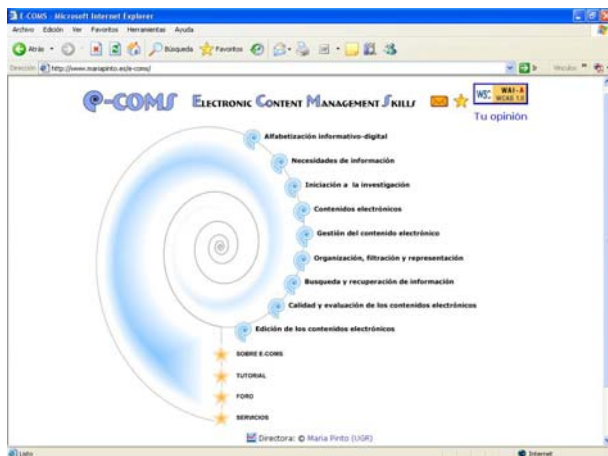 E-COMS - Microsoft Internet Explorer
Archivo Edición Ver Favoritos Herramientas Ayuda
Atrás Búsqueda Favoritos
Dirección http://www.mariapinto.es/e-coms/ Ir Vínculos
e-COMS ELECTRONIC CONTENT MANAGEMENT SKILLS W3C WAI-A WCAG 1.0
Tu opinión
Alfabetización informativo-digital
Necesidades de información
Iniciación a la investigación
Contenidos electrónicos
Gestión del contenido electrónico
Organización, filtración y representación
Busqueda y recuperación de información
Calidad y evaluación de los contenidos electrónicos
Edición de los contenidos electrónicos
SOBRE E-COMS
TUTORIAL
FORO
SERVICIOS
Directora: © Maria Pinto (UGR)
Listo Internet